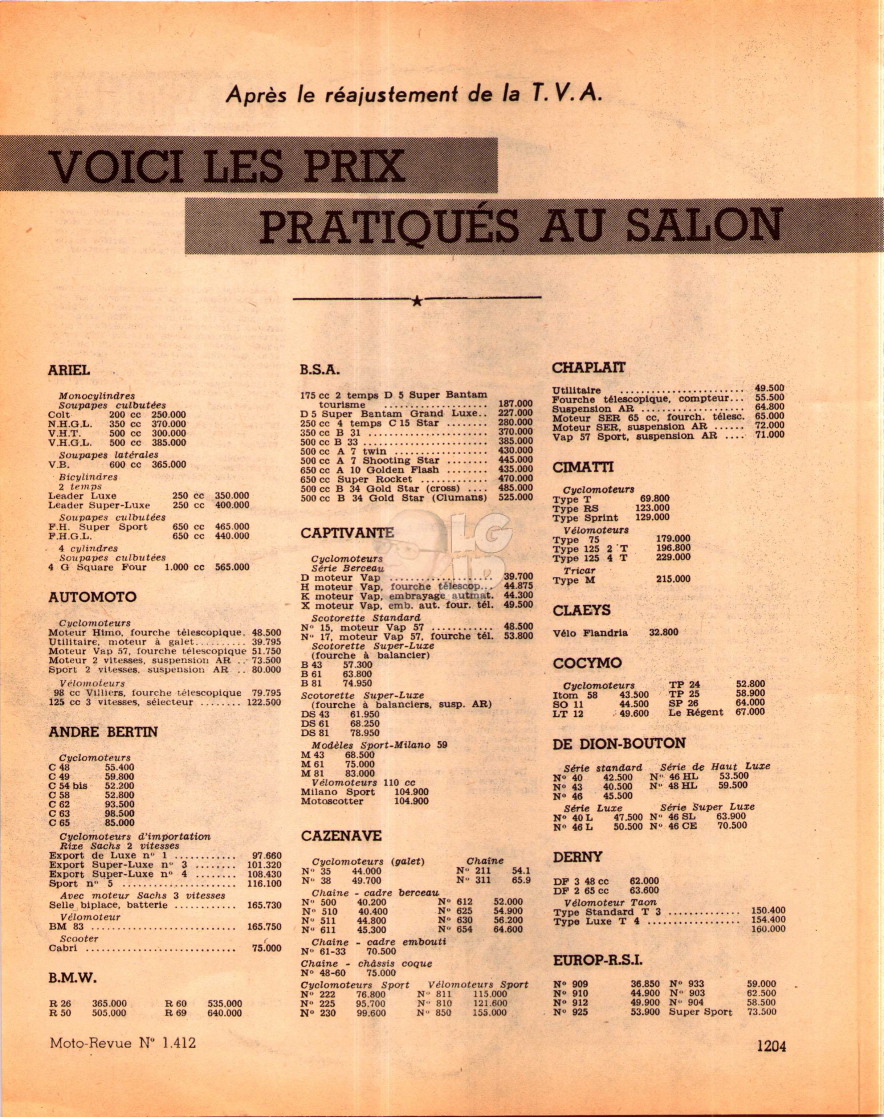 Après le réajustement de la T.V.A.
VOICI LES PRIX
PRATIQUÉS AU SALON
ARIEL
Monocylindres
Soupapes culbutées
Colt 200 cc 250.000
N.H.G.L. 350 cc 370.000
V.H.T. 500 cc 300.000
V.H.G.L. 500 cc 385.000
Soupapes latérales
V.B. 600 cc 365.000
Bicylindres
2 temps
Leader Luxe 250 cc 350.000
Leader Super-Luxe 250 cc 400.000
Soupapes culbutées
F.H. Super Sport 650 cc 465.000
F.H.G.L. 650 cc 440.000
4 cylindres
Soupapes culbutées
4 G Square Four 1.000 cc 565.000
AUTOMOTO
Cyclomoteurs
Moteur Himo, fourche télescopique. 48.500
Utilitaire, moteur à galet.......... 39.795
Moteur Vap 57, fourche télescopique 51.750
Moteur 2 vitesses, suspension AR .. 73.500
Sport 2 vitesses, suspension AR .. 80.000
Vélomoteurs
98 cc Villiers, fourche télescopique 79.795
125 cc 3 vitesses, sélecteur ........ 122.500
ANDRE BERTIN
Cyclomoteurs
C 48 55.400
C 49 59.800
C 54 bis 52.200
C 58 52.800
C 62 93.500
C 63 98.500
C 65 85.000
Cyclomoteurs d'importation
Rixe Sachs 2 vitesses
Export de Luxe n° 1 ............ 97.660
Export Super-Luxe n° 3 ........ 101.320
Export Super-Luxe n° 4 ........ 108.430
Sport n° 5 ...................... 116.100
Avec moteur Sachs 3 vitesses
Selle biplace, batterie ............ 165.730
Vélomoteur
BM 83 ............................ 165.750
Scooter
Cabri ............................. 75.000
B.M.W.
R 26 365.000 R 60 535.000
R 50 505.000 R 69 640.000
B.S.A.
175 cc 2 temps D 5 Super Bantam
tourisme .................... 187.000
D 5 Super Bantam Grand Luxe.. 227.000
250 cc 4 temps C 15 Star ........ 280.000
350 cc B 31 ....................... 370.000
500 cc B 33 ........................ 385.000
500 cc A 7 twin .................. 430.000
500 cc A 7 Shooting Star ........ 445.000
650 cc A 10 Golden Flash ....... 435.000
650 cc Super Rocket ............. 470.000
500 cc B 34 Gold Star (cross) .... 485.000
500 cc B 34 Gold Star (Clumans) 525.000
CAPTIVANTE
Cyclomoteurs
Série Berceau
D moteur Vap .................... 39.700
H moteur Vap, fourche télescop... 44.875
K moteur Vap, embrayage autmat. 44.300
X moteur Vap, emb. aut. four. tél. 49.500
Scotorette Standard
N° 15, moteur Vap 57 ............ 48.500
N° 17, moteur Vap 57, fourche tél. 53.800
Scotorette Super-Luxe
(fourche à balancier)
B 43 57.300
B 61 63.800
B 81 74.950
Scotorette Super-Luxe
(fourche à balanciers, susp. AR)
DS 43 61.950
DS 61 68.250
DS 81 78.950
Modèles Sport-Milano 59
M 43 68.500
M 61 75.000
M 81 83.000
Vélomoteurs 110 cc
Milano Sport 104.900
Motoscotter 104.900
CAZENAVE
Cyclomoteurs (galet) Chaîne
N° 35 44.000 N° 211 54.1
N° 38 49.700 N° 311 65.9
Chaîne - cadre berceau
N° 500 40.200 N° 612 52.000
N° 510 40.400 N° 625 54.900
N° 511 44.800 N° 630 56.200
N° 611 45.300 N° 654 64.600
Chaîne - cadre embouti
N° 61-33 70.500
Chaîne - châssis coque
N° 48-60 75.000
Cyclomoteurs Sport Vélomoteurs Sport
N° 222 76.800 N° 811 115.000
N° 225 95.700 N° 810 121.600
N° 230 99.600 N° 850 155.000
CHAPLAIT
Utilitaire ........................ 49.500
Fourche télescopique, compteur... 55.500
Suspension AR .................... 64.800
Moteur SER 65 cc, fourch. télesc. 65.000
Moteur SER, suspension AR ...... 72.000
Vap 57 Sport, suspension AR .... 71.000
CIMATTI
Cyclomoteurs
Type T 69.800
Type RS 123.000
Type Sprint 129.000
Vélomoteurs
Type 75 179.000
Type 125 2 T 196.800
Type 125 4 T 229.000
Tricar
Type M 215.000
CLAEYS
Vélo Flandria 32.800
COCYMO
Cyclomoteurs TP 24 52.800
Itom 58 43.500 TP 25 58.900
SO 11 44.500 SP 26 64.000
LT 12 49.600 Le Régent 67.000
DE DION-BOUTON
Série standard Série de Haut Luxe
N° 40 42.500 N° 46 HL 53.500
N° 43 40.500 N° 48 HL 59.500
N° 46 45.500
Série Luxe Série Super Luxe
N° 40 L 47.500 N° 46 SL 63.900
N° 46 L 50.500 N° 46 CE 70.500
DERNY
DF 3 48 cc 62.000
DF 2 65 cc 63.600
Vélomoteur Taon
Type Standard T 3 .............. 150.400
Type Luxe T 4 .................. 154.400
160.000
EUROP-R.S.I.
N° 909 36.850 N° 933 59.000
N° 910 44.900 N° 903 62.500
N° 912 49.900 N° 904 58.500
N° 925 53.900 Super Sport 73.500
Moto-Revue N° 1.412
1204